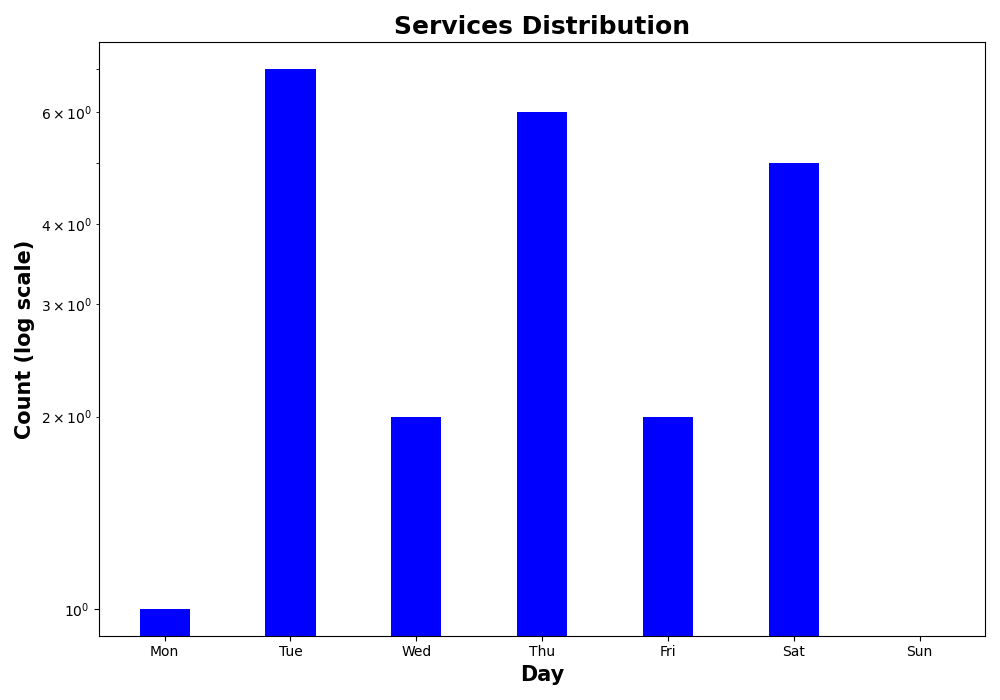 Services Distribution
Count (log scale)
6 × 10⁰
4 × 10⁰
3 × 10⁰
2 × 10⁰
10⁰
Mon Tue Wed Thu Fri Sat Sun
Day